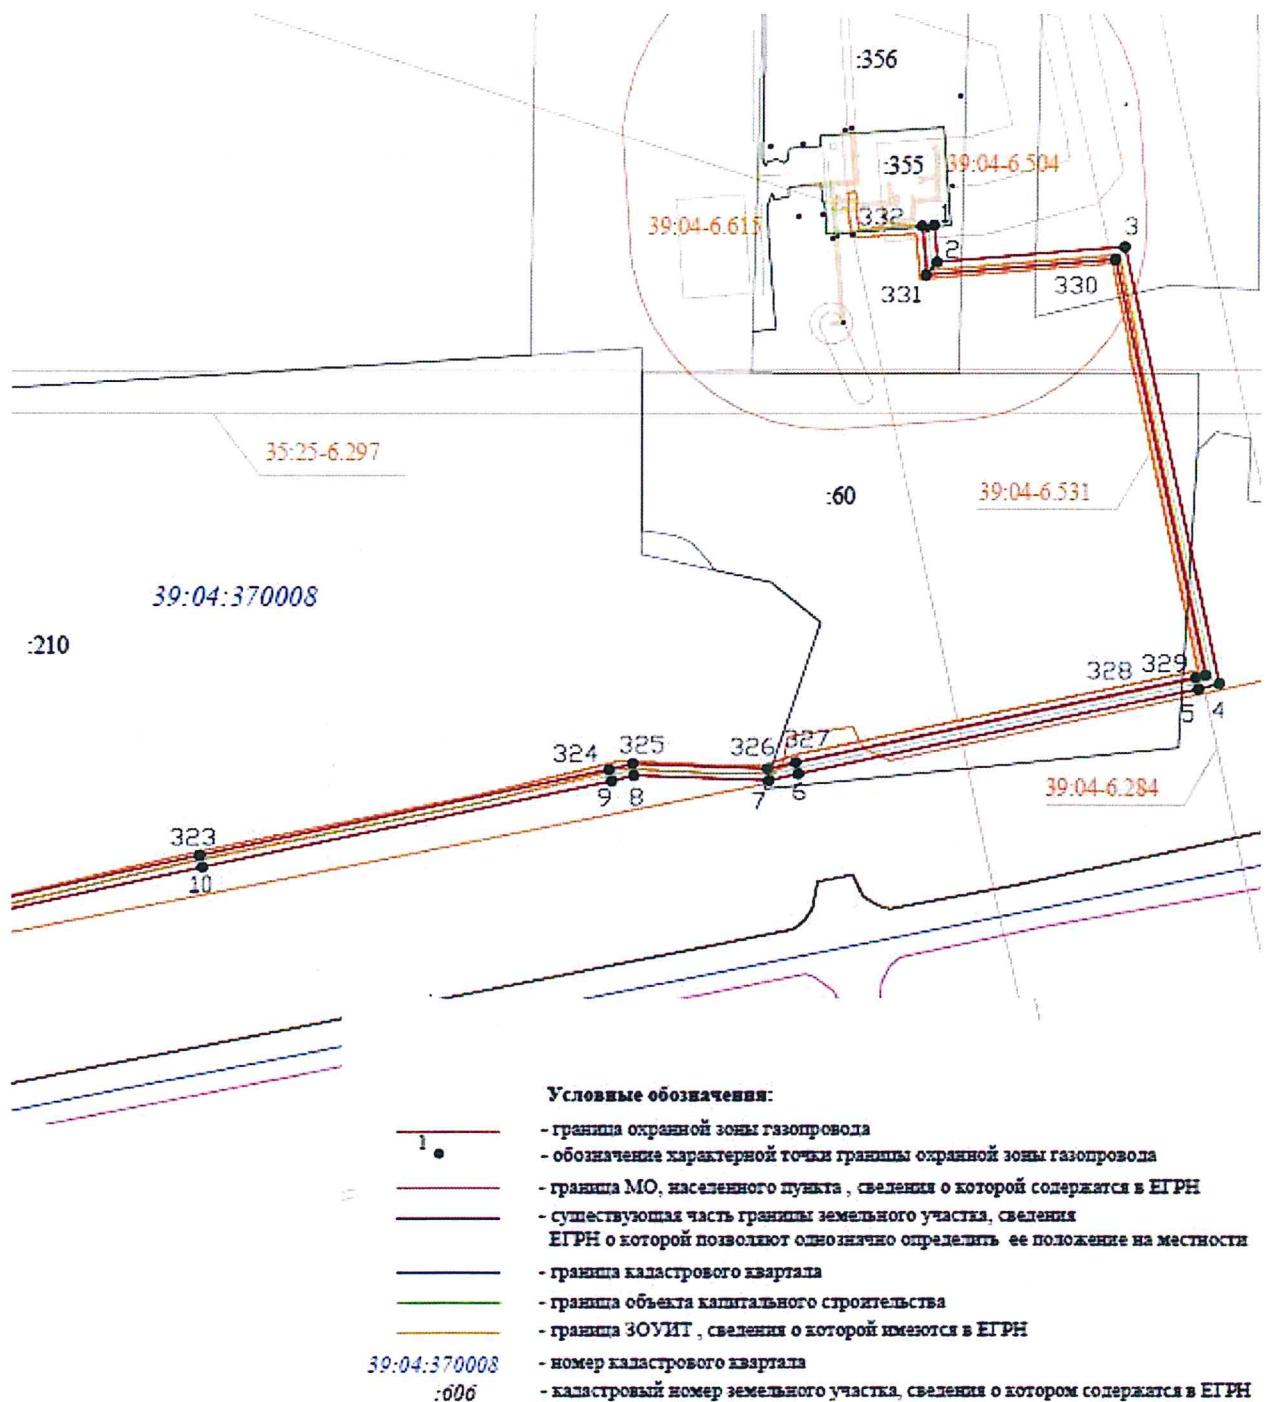 :356
:355
39:04-6.504
39:04-6.615
332
1
2
3
331
330
35:25-6.297
:60
39:04-6.531
39:04:370008
:210
328
329
5
4
324
325
326
327
9
8
7
6
39:04-6.284
323
10
Условные обозначения:
- граница охранной зоны газопровода
1
- обозначение характерной точки границы охранной зоны газопровода
- граница МО, населенного пункта , сведения о которой содержатся в ЕГРН
- существующая часть границы земельного участка, сведения
ЕГРН о которой позволяют однозначно определить ее положение на местности
- граница кадастрового квартала
- граница объекта капитального строительства
- граница ЗОУИТ , сведения о которой имеются в ЕГРН
39:04:370008 - номер кадастрового квартала
:606 - кадастровый номер земельного участка, сведения о котором содержатся в ЕГРН